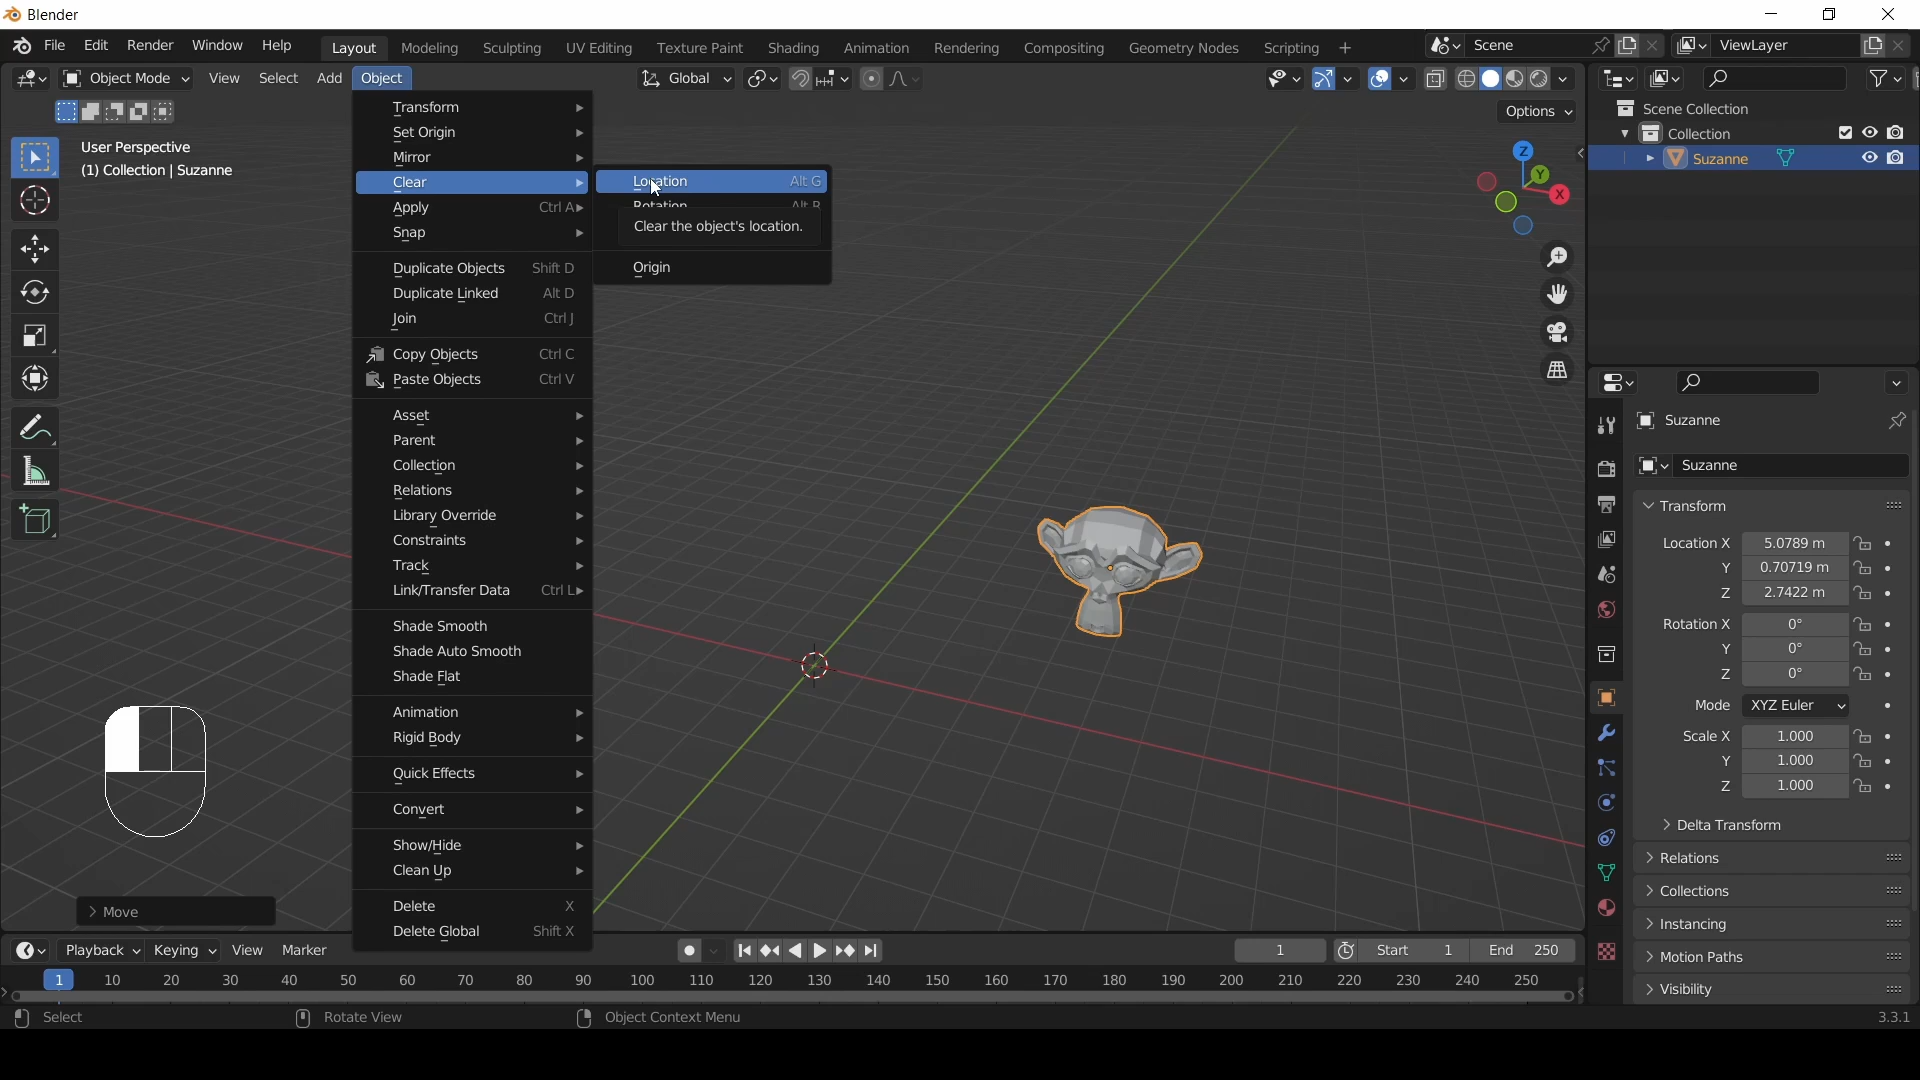 Blender
File Edit Render Window Help Layout Modeling Sculpting UV Editing Texture Paint Shading Animation Rendering Compositing Geometry Nodes Scripting + Scene ViewLayer
Object Mode View Select Add Object Global
Options
User Perspective
(1) Collection | Suzanne
Transform
Set Origin
Mirror
Clear
Apply Ctrl A
Snap
Duplicate Objects Shift D
Duplicate Linked Alt D
Join Ctrl J
Copy Objects Ctrl C
Paste Objects Ctrl V
Asset
Parent
Collection
Relations
Library Override
Constraints
Track
Link/Transfer Data Ctrl L
Shade Smooth
Shade Auto Smooth
Shade Flat
Animation
Rigid Body
Quick Effects
Convert
Show/Hide
Clean Up
Delete X
Delete Global Shift X
Location Alt G
Rotation Alt R
Clear the object's location.
Origin
Z
Y
X
Move
Scene Collection
Collection
Suzanne
Suzanne
Suzanne
Transform
Location X 5.0789 m
Y 0.70719 m
Z 2.7422 m
Rotation X 0°
Y 0°
Z 0°
Mode XYZ Euler
Scale X 1.000
Y 1.000
Z 1.000
Delta Transform
Relations
Collections
Instancing
Motion Paths
Visibility
Playback Keying View Marker 1 Start 1 End 250
1 10 20 30 40 50 60 70 80 90 100 110 120 130 140 150 160 170 180 190 200 210 220 230 240 250
Select Rotate View Object Context Menu 3.3.1